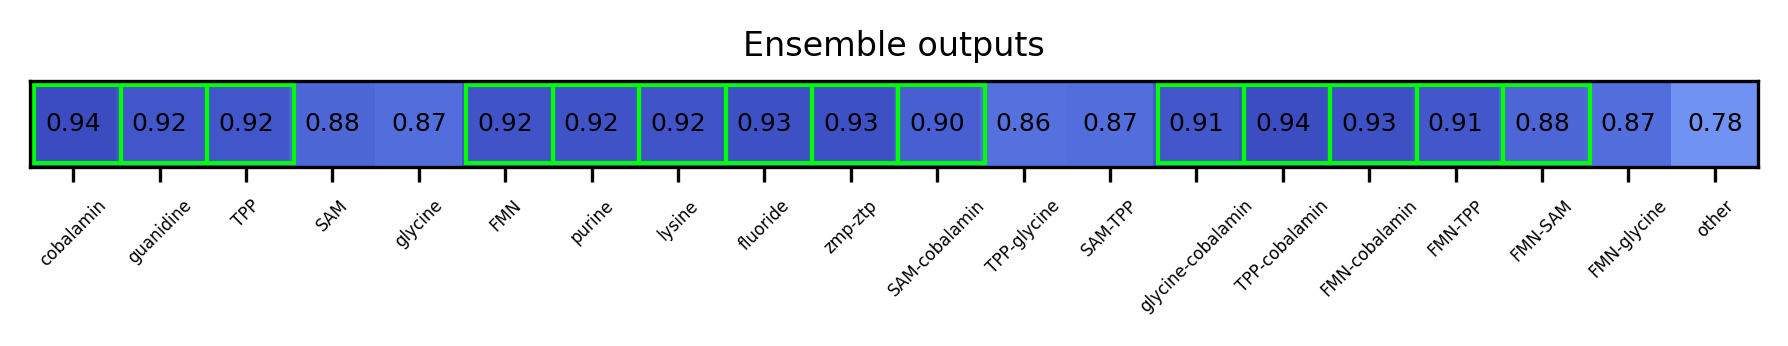 Ensemble outputs
0.94 0.92 0.92 0.88 0.87 0.92 0.92 0.92 0.93 0.93 0.90 0.86 0.87 0.91 0.94 0.93 0.91 0.88 0.87 0.78
cobalamin guanidine TPP SAM glycine FMN purine lysine fluoride zmp-ztp SAM-cobalamin TPP-glycine SAM-TPP glycine-cobalamin TPP-cobalamin FMN-cobalamin FMN-TPP FMN-SAM FMN-glycine other